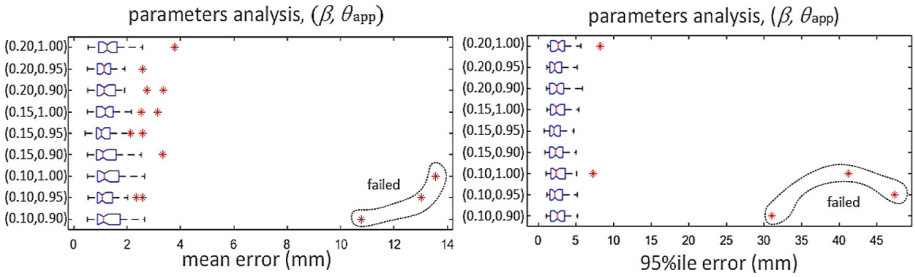 parameters analysis, (β, θapp)
(0.20,1.00)
(0.20,0.95)
(0.20,0.90)
(0.15,1.00)
(0.15,0.95)
(0.15,0.90)
(0.10,1.00)
(0.10,0.95)
(0.10,0.90)
failed
0 2 4 6 8 10 12 14
mean error (mm)
parameters analysis, (β, θapp)
(0.20,1.00)
(0.20,0.95)
(0.20,0.90)
(0.15,1.00)
(0.15,0.95)
(0.15,0.90)
(0.10,1.00)
(0.10,0.95)
(0.10,0.90)
failed
0 5 10 15 20 25 30 35 40 45
95%ile error (mm)